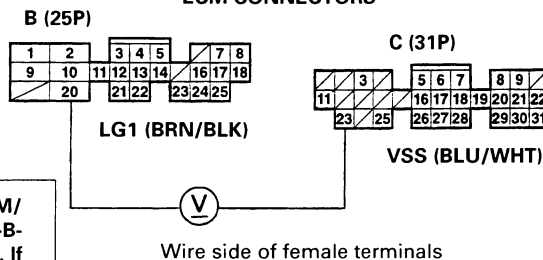 ECM CONNECTORS
B (25P)
C (31P)
1 2 3 4 5 7 8
9 10 11 12 13 14 16 17 18
20 21 22 23 24 25
3 5 6 7 8 9
11 16 17 18 19 20 21 22
23 25 26 27 28 29 30 31
LG1 (BRN/BLK)
VSS (BLU/WHT)
V
M/
-B-
. If
Wire side of female terminals